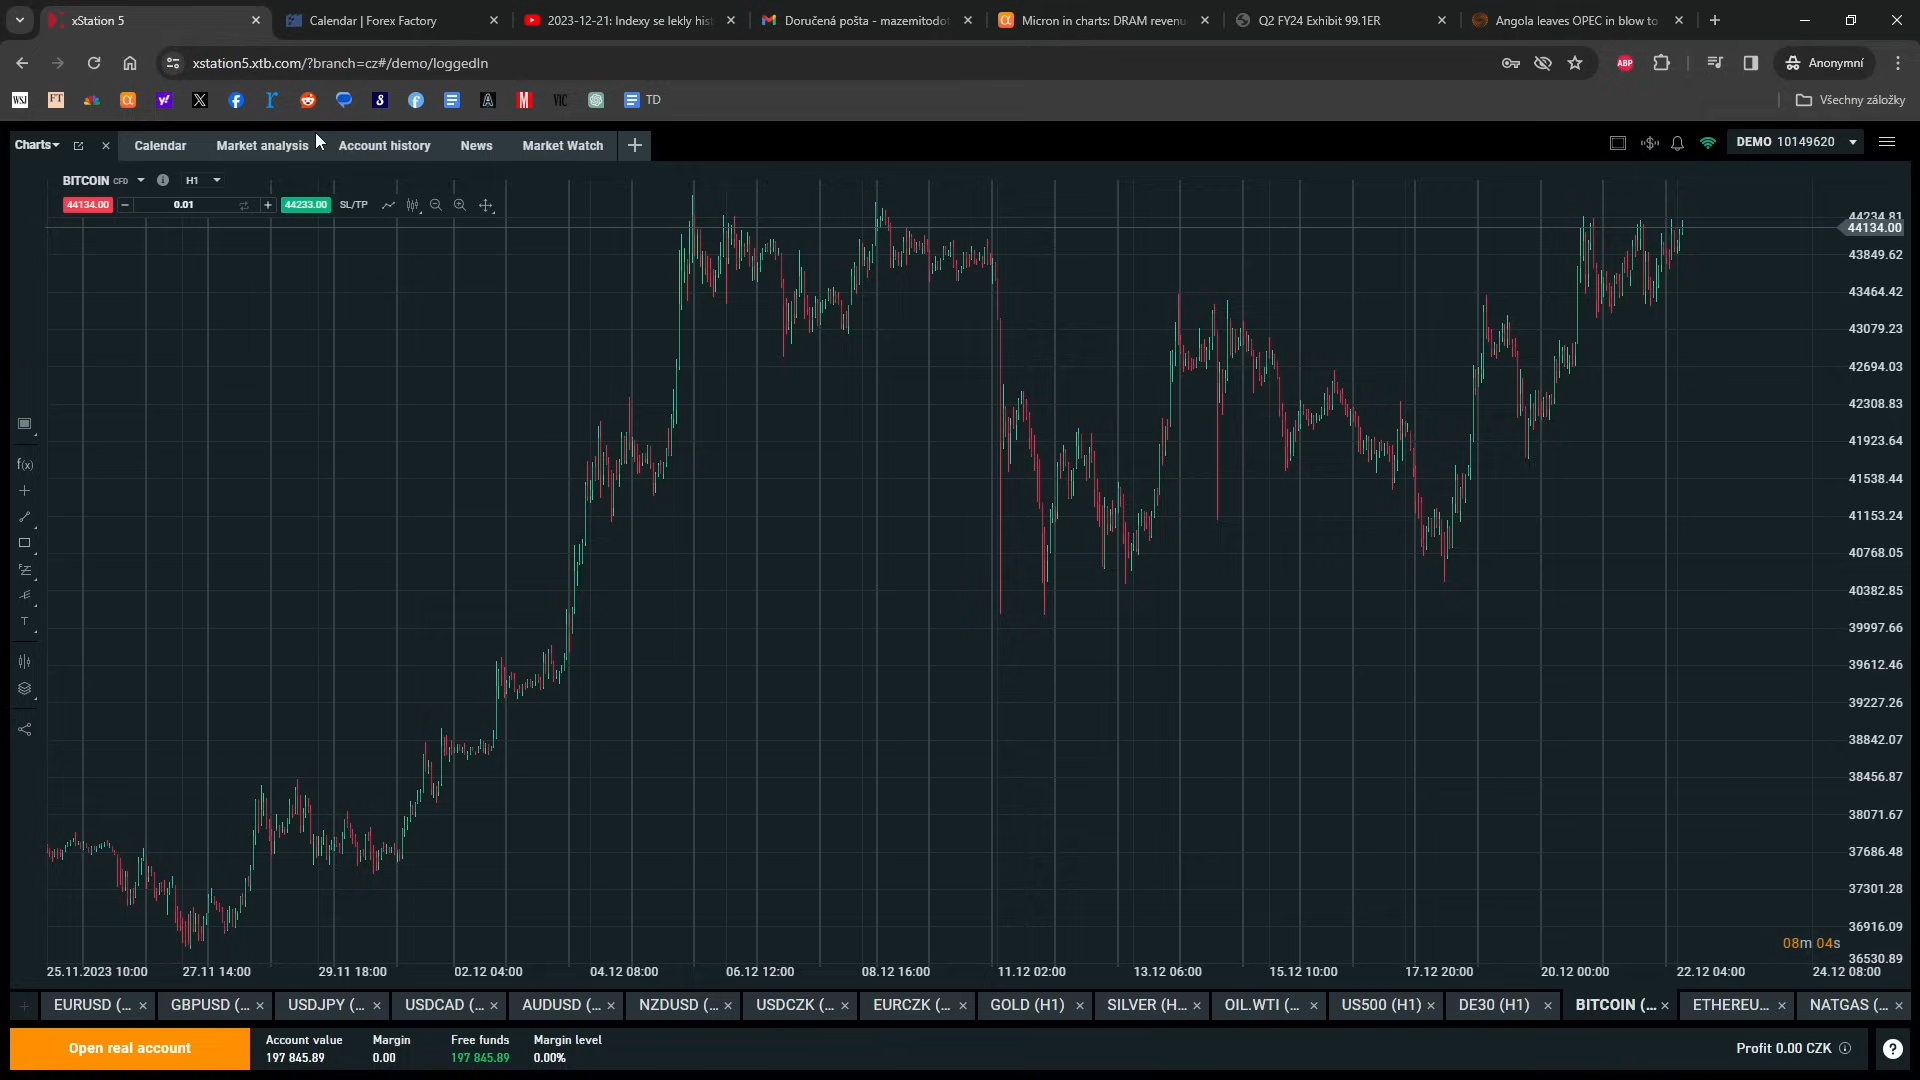 xStation 5
Calendar | Forex Factory
2023-12-21: Indexy se lekly his
Doručená pošta - mazemitodo
Micron in charts: DRAM revenu
Q2 FY24 Exhibit 99.1ER
Angola leaves OPEC in blow to
xstation5.xtb.com/?branch=cz#/demo/loggedIn
ABP
Anonymní
WSJ
FT
VIC
TD
Všechny záložky
Charts
Calendar
Market analysis
Account history
News
Market Watch
DEMO 10149620
BITCOIN CFD
H1
44134.00
0.01
44233.00
SL/TP
44234.81
44134.00
43849.62
43464.42
43079.23
42694.03
42308.83
41923.64
41538.44
41153.24
40768.05
40382.85
39997.66
39612.46
39227.26
38842.07
38456.87
38071.67
37686.48
37301.28
36916.09
36530.89
f(x)
T
08m 04s
25.11.2023 10:00
27.11 14:00
29.11 18:00
02.12 04:00
04.12 08:00
06.12 12:00
08.12 16:00
11.12 02:00
13.12 06:00
15.12 10:00
17.12 20:00
20.12 00:00
22.12 04:00
24.12 08:00
EURUSD (...
GBPUSD (...
USDJPY (...
USDCAD (...
AUDUSD (...
NZDUSD (...
USDCZK (...
EURCZK (...
GOLD (H1)
SILVER (H...
OIL.WTI (...
US500 (H1)
DE30 (H1)
BITCOIN (...
ETHEREU...
NATGAS (...
Open real account
Account value
197 845.89
Margin
0.00
Free funds
197 845.89
Margin level
0.00%
Profit 0.00 CZK
?